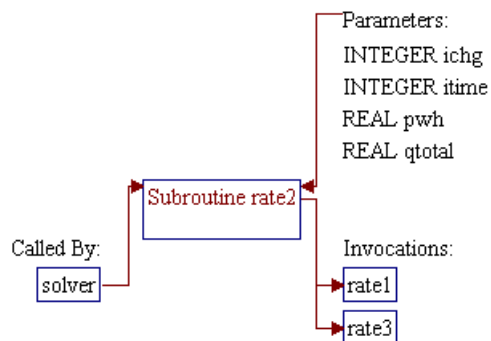 Parameters:
INTEGER ichg
INTEGER itime
REAL pwh
REAL qtotal
Subroutine rate2
Called By:
solver
Invocations:
rate1
rate3